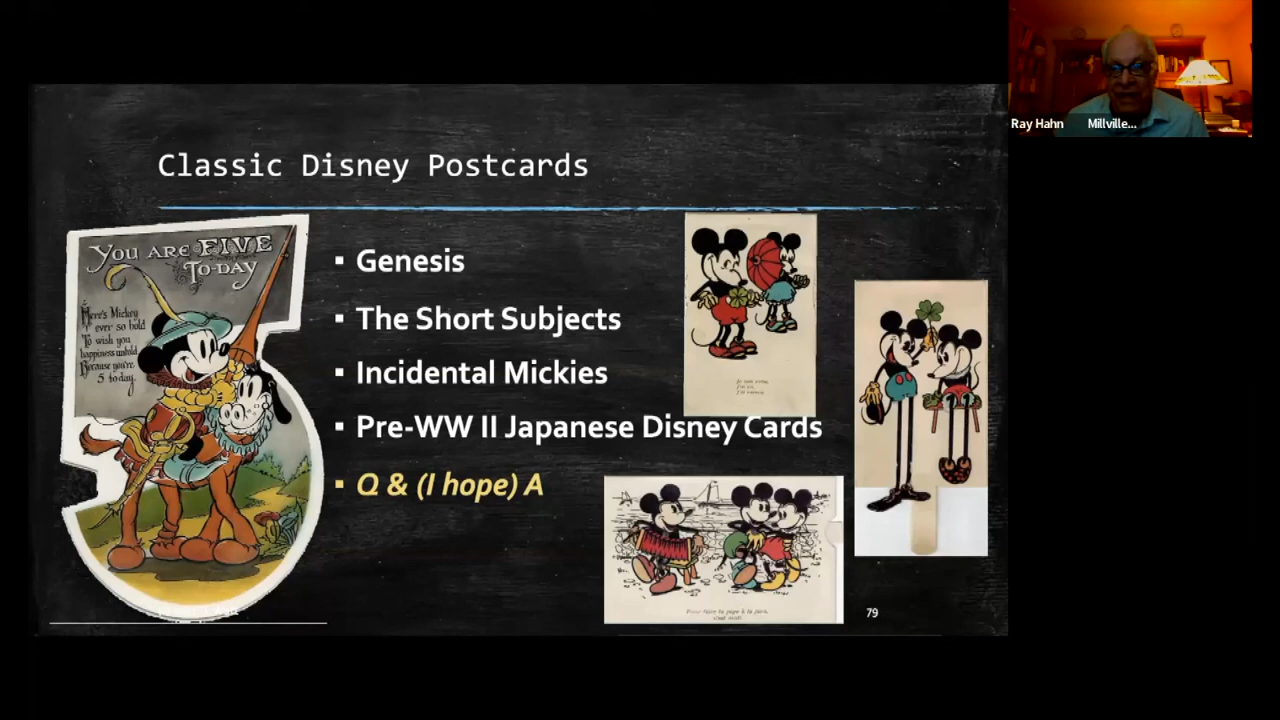 Classic Disney Postcards
YOU ARE FIVE
TO-DAY
Here's Mickey
ever so bold
To wish you
happiness untold
Because you're
5 to-day.
▪ Genesis
▪ The Short Subjects
▪ Incidental Mickies
▪ Pre-WW II Japanese Disney Cards
▪ Q & (I hope) A
79
Ray Hahn Millville...